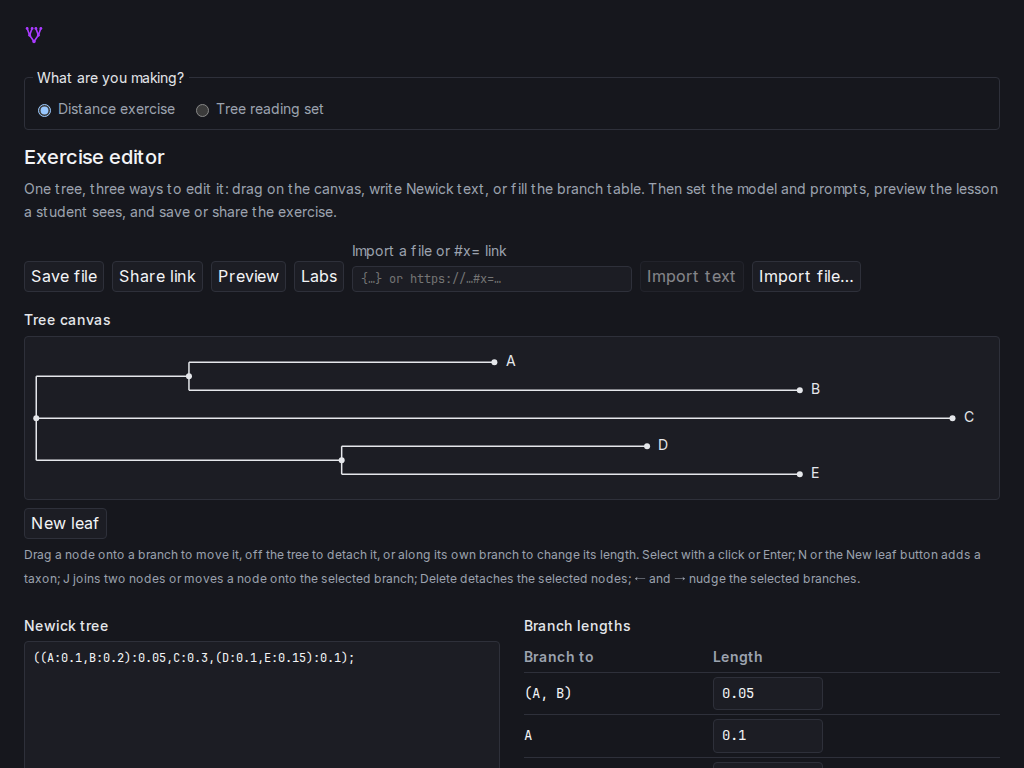 What are you making?
Distance exercise
Tree reading set
Exercise editor
One tree, three ways to edit it: drag on the canvas, write Newick text, or fill the branch table. Then set the model and prompts, preview the lesson
a student sees, and save or share the exercise.
Import a file or #x= link
Save file
Share link
Preview
Labs
{…} or https://…#x=…
Import text
Import file…
Tree canvas
A
B
C
D
E
New leaf
Drag a node onto a branch to move it, off the tree to detach it, or along its own branch to change its length. Select with a click or Enter; N or the New leaf button adds a
taxon; J joins two nodes or moves a node onto the selected branch; Delete detaches the selected nodes; ← and → nudge the selected branches.
Newick tree
((A:0.1,B:0.2):0.05,C:0.3,(D:0.1,E:0.15):0.1);
Branch lengths
Branch to
Length
(A, B)
0.05
A
0.1